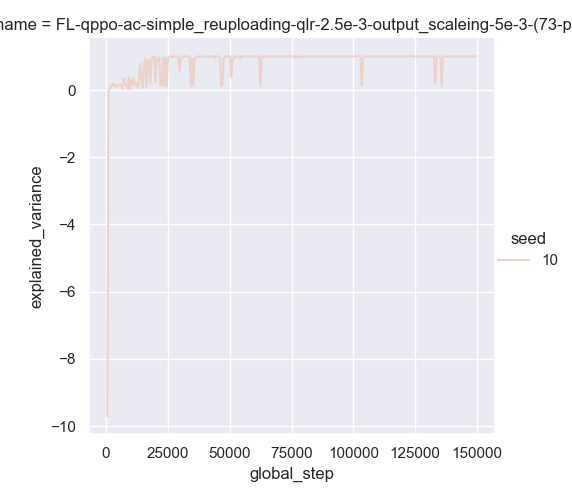 name = FL-qppo-ac-simple_reuploading-qlr-2.5e-3-output_scaleing-5e-3-(73-p
0
−2
−4
−6
−8
−10
explained_variance
seed
10
0 25000 50000 75000 100000 125000 150000
global_step